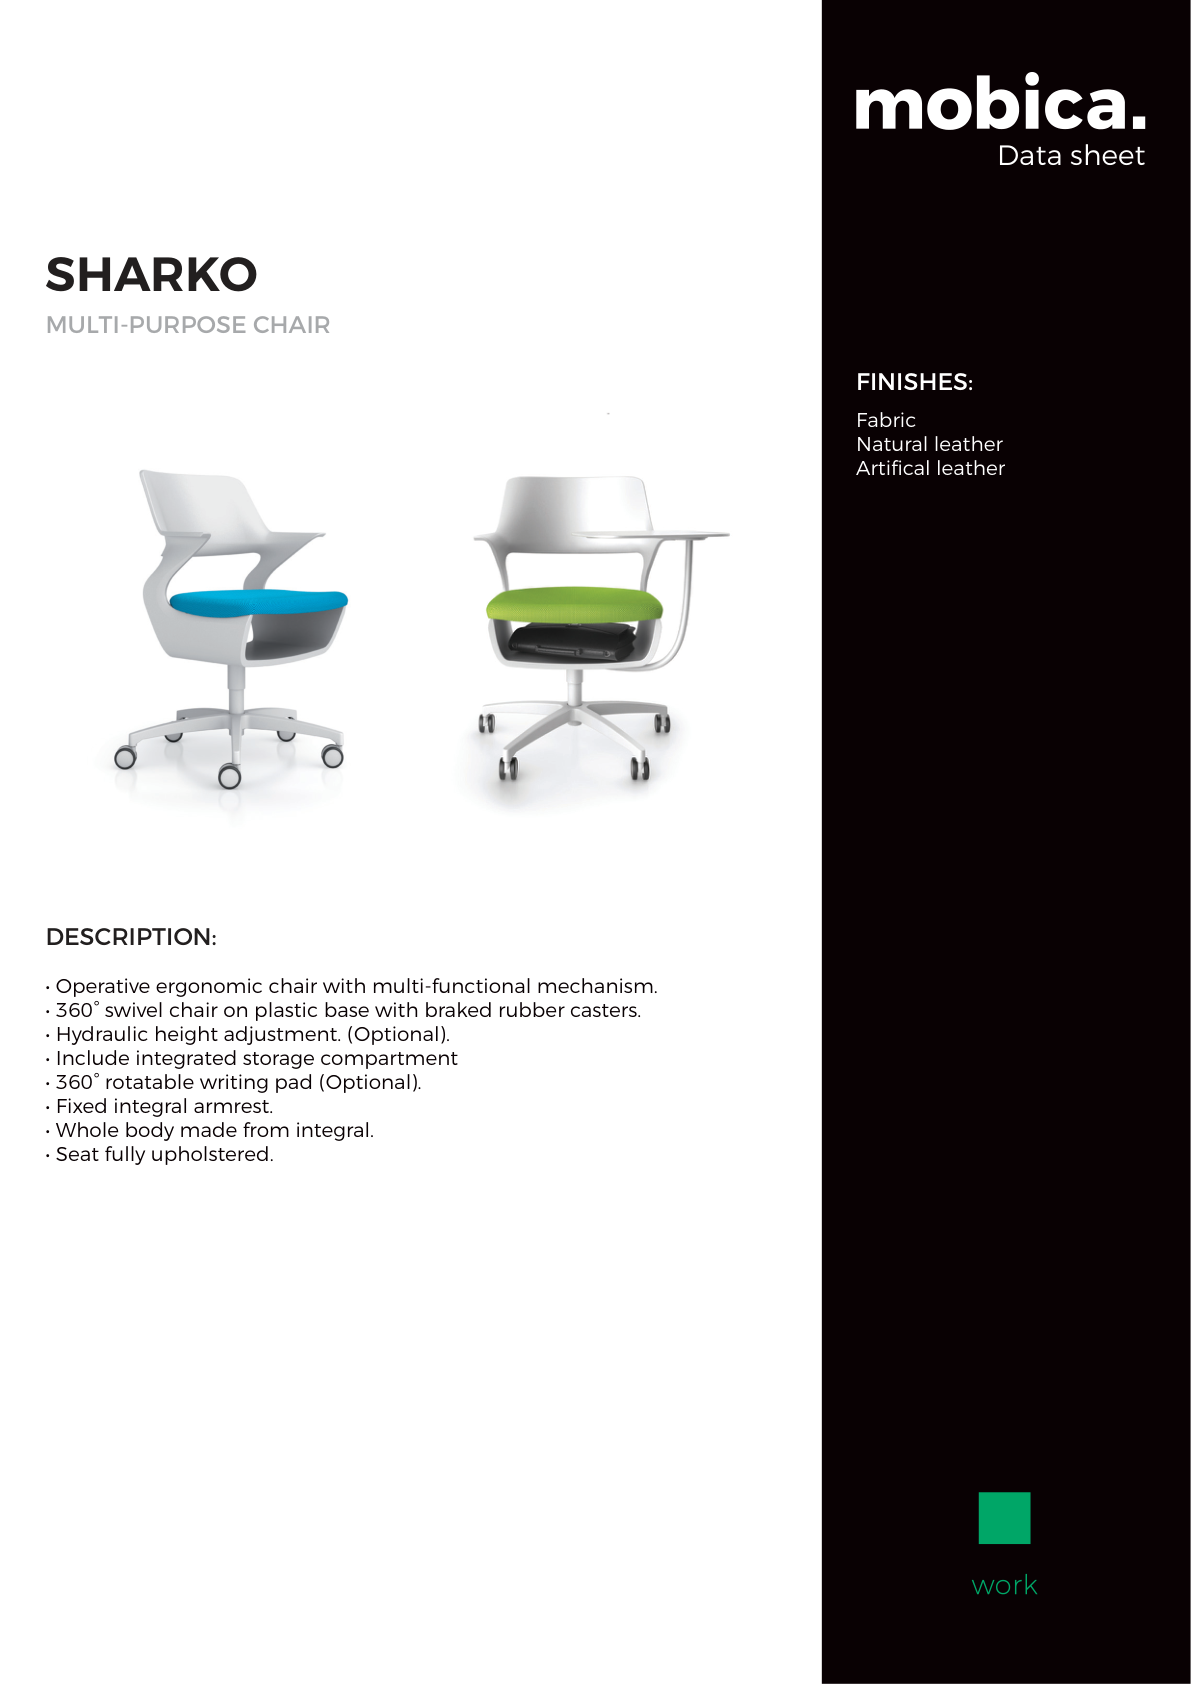 mobica.
Data sheet
SHARKO
MULTI-PURPOSE CHAIR
FINISHES:
Fabric
Natural leather
Artifical leather
DESCRIPTION:
• Operative ergonomic chair with multi-functional mechanism.
• 360° swivel chair on plastic base with braked rubber casters.
• Hydraulic height adjustment. (Optional).
• Include integrated storage compartment
• 360° rotatable writing pad (Optional).
• Fixed integral armrest.
• Whole body made from integral.
• Seat fully upholstered.
work